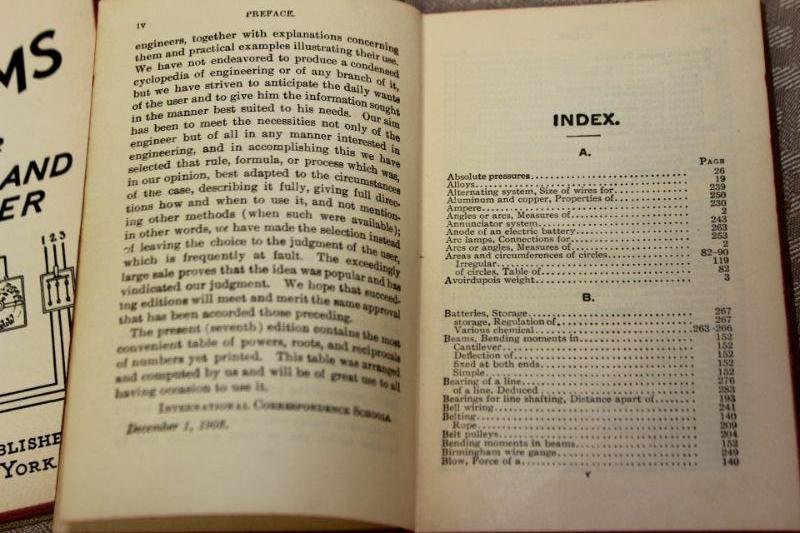 MS
AND
ER
1 2 3
BLISHE
YORK
iv
PREFACE.
engineers, together with explanations concerning
them and practical examples illustrating their use.
We have not endeavored to produce a condensed
cyclopedia of engineering or of any branch of it,
but we have striven to anticipate the daily wants
of the user and to give him the information sought
in the manner best suited to his needs. Our aim
has been to meet the necessities not only of the
engineer but of all in any manner interested in
engineering, and in accomplishing this we have
selected that rule, formula, or process which was,
in our opinion, best adapted to the circumstances
of the case, describing it fully, giving full direc-
tions how and when to use it, and not mention-
ing other methods (when such were available);
in other words, we have made the selection instead
of leaving the choice to the judgment of the user,
which is frequently at fault. The exceedingly
large sale proves that the idea was popular and has
vindicated our judgment. We hope that succeed-
ing editions will meet and merit the same approval
that has been accorded those preceding.
The present (seventh) edition contains the most
convenient table of powers, roots, and reciprocals
of numbers yet printed. This table was arranged
and computed by us and will be of great use to all
having occasion to use it.
INTERNATIONAL CORRESPONDENCE SCHOOLS.
December 1,
INDEX.
A.
PAGE
Absolute pressures 26
Alloys 19
Alternating system, Size of wires for 239
Aluminum and copper, Properties of 250
Ampere 230
Angles or arcs, Measures of 2
Annunciator system 243
Anode of an electric battery 263
Arc lamps, Connections for 253
Arcs or angles, Measures of 2
Areas and circumferences of circles 82-90
Irregular 119
of circles, Table of 82
Avoirdupois weight 3
B.
Batteries, Storage 267
storage, Regulation of 267
Various chemical 263-266
Beams, Bending moments in 152
Cantilever 152
Deflection of 152
fixed at both ends 152
Simple 152
Bearing of a line 276
of a line, Deduced 283
Bearings for line shafting, Distance apart of 193
Bell wiring 241
Belting 140
Rope 209
Belt pulleys 204
Bending moments in beams 152
Birmingham wire gauge 249
Blow, Force of a 140
v